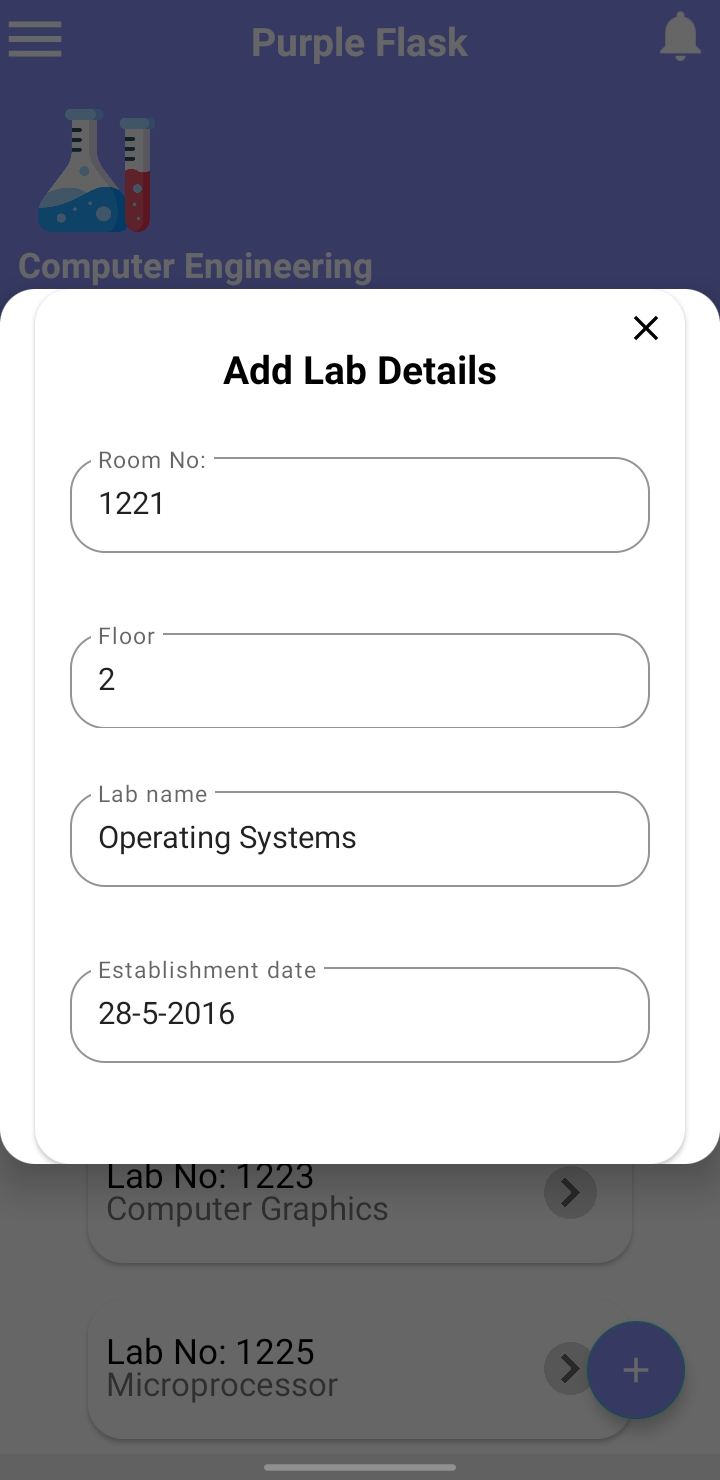 Purple Flask
Computer Engineering
Add Lab Details
Room No:
1221
Floor
2
Lab name
Operating Systems
Establishment date
28-5-2016
Lab No: 1223
Computer Graphics
Lab No: 1225
Microprocessor